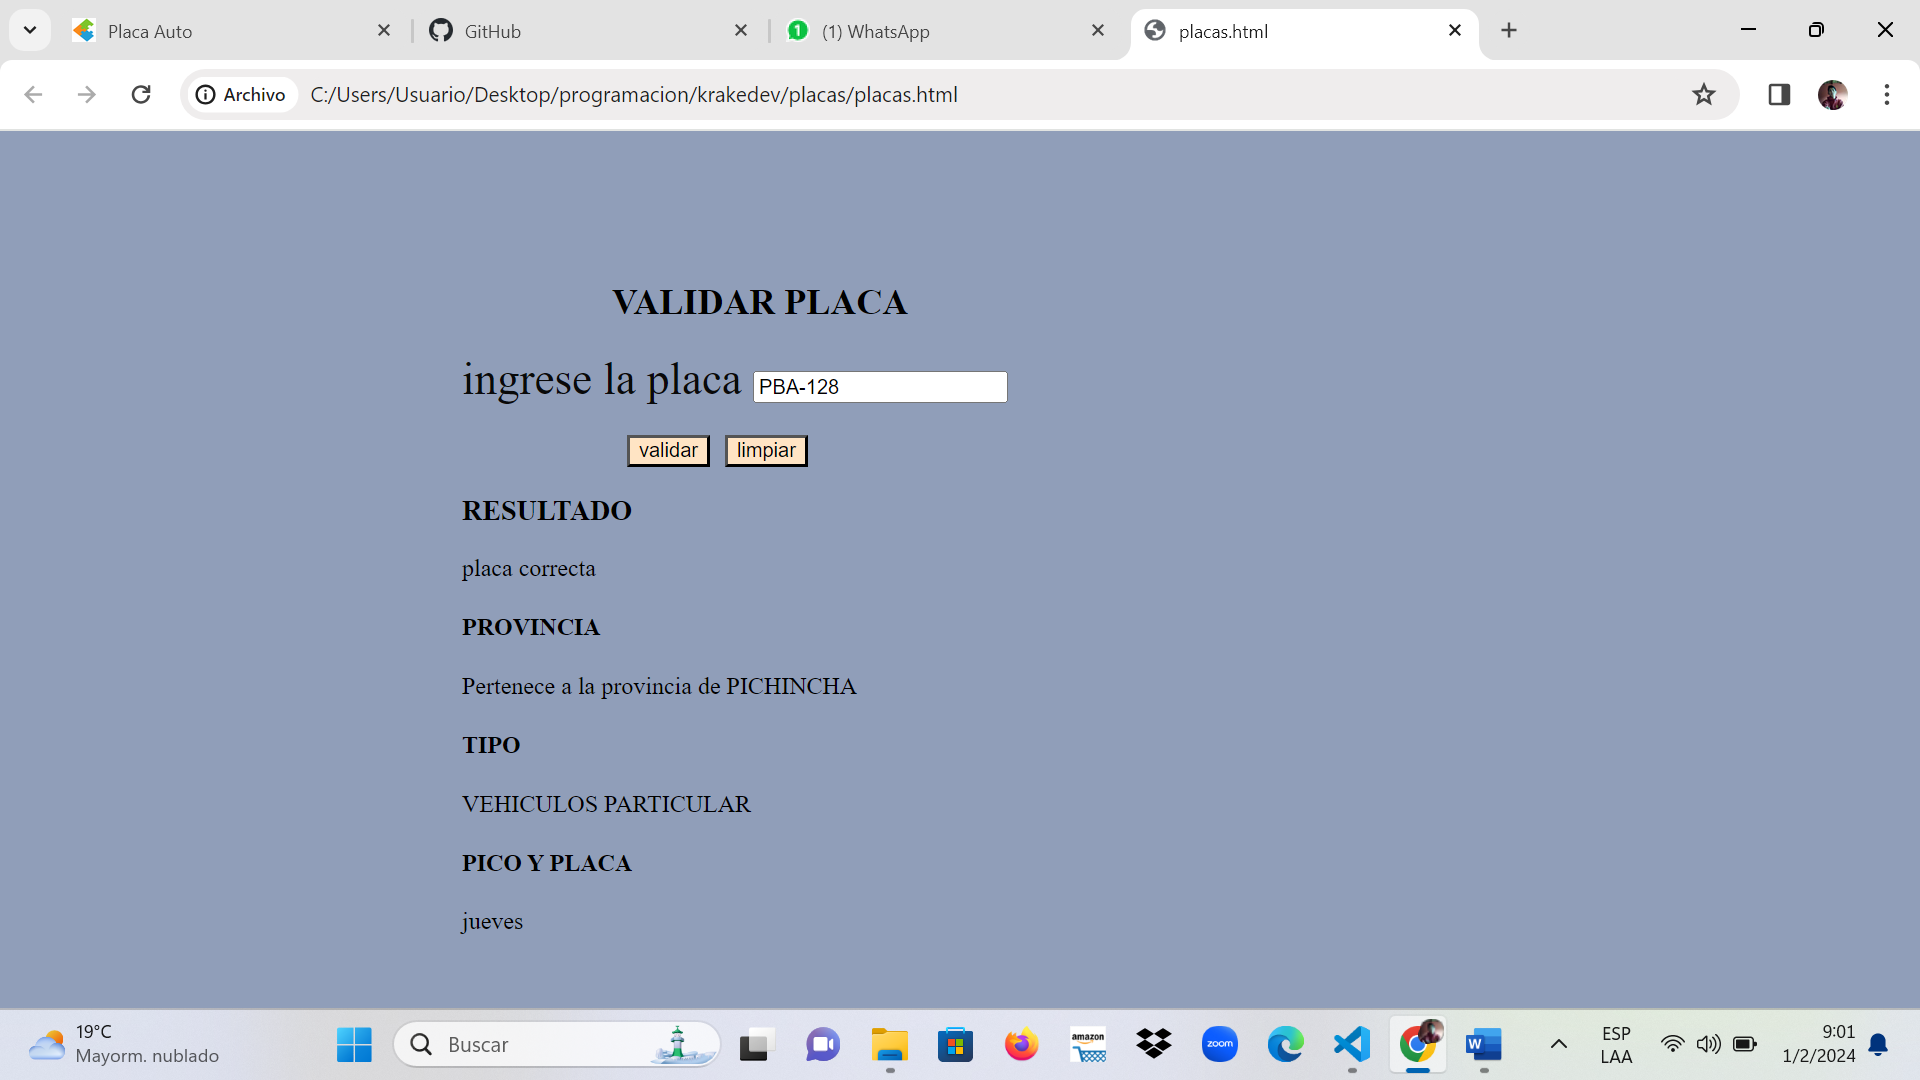 Placa Auto
GitHub
(1) WhatsApp
placas.html
Archivo
C:/Users/Usuario/Desktop/programacion/krakedev/placas/placas.html
VALIDAR PLACA
ingrese la placa PBA-128
validar limpiar
RESULTADO
placa correcta
PROVINCIA
Pertenece a la provincia de PICHINCHA
TIPO
VEHICULOS PARTICULAR
PICO Y PLACA
jueves
19°C
Mayorm. nublado
Buscar
amazon
zoom
W
ESP
LAA
9:01
1/2/2024